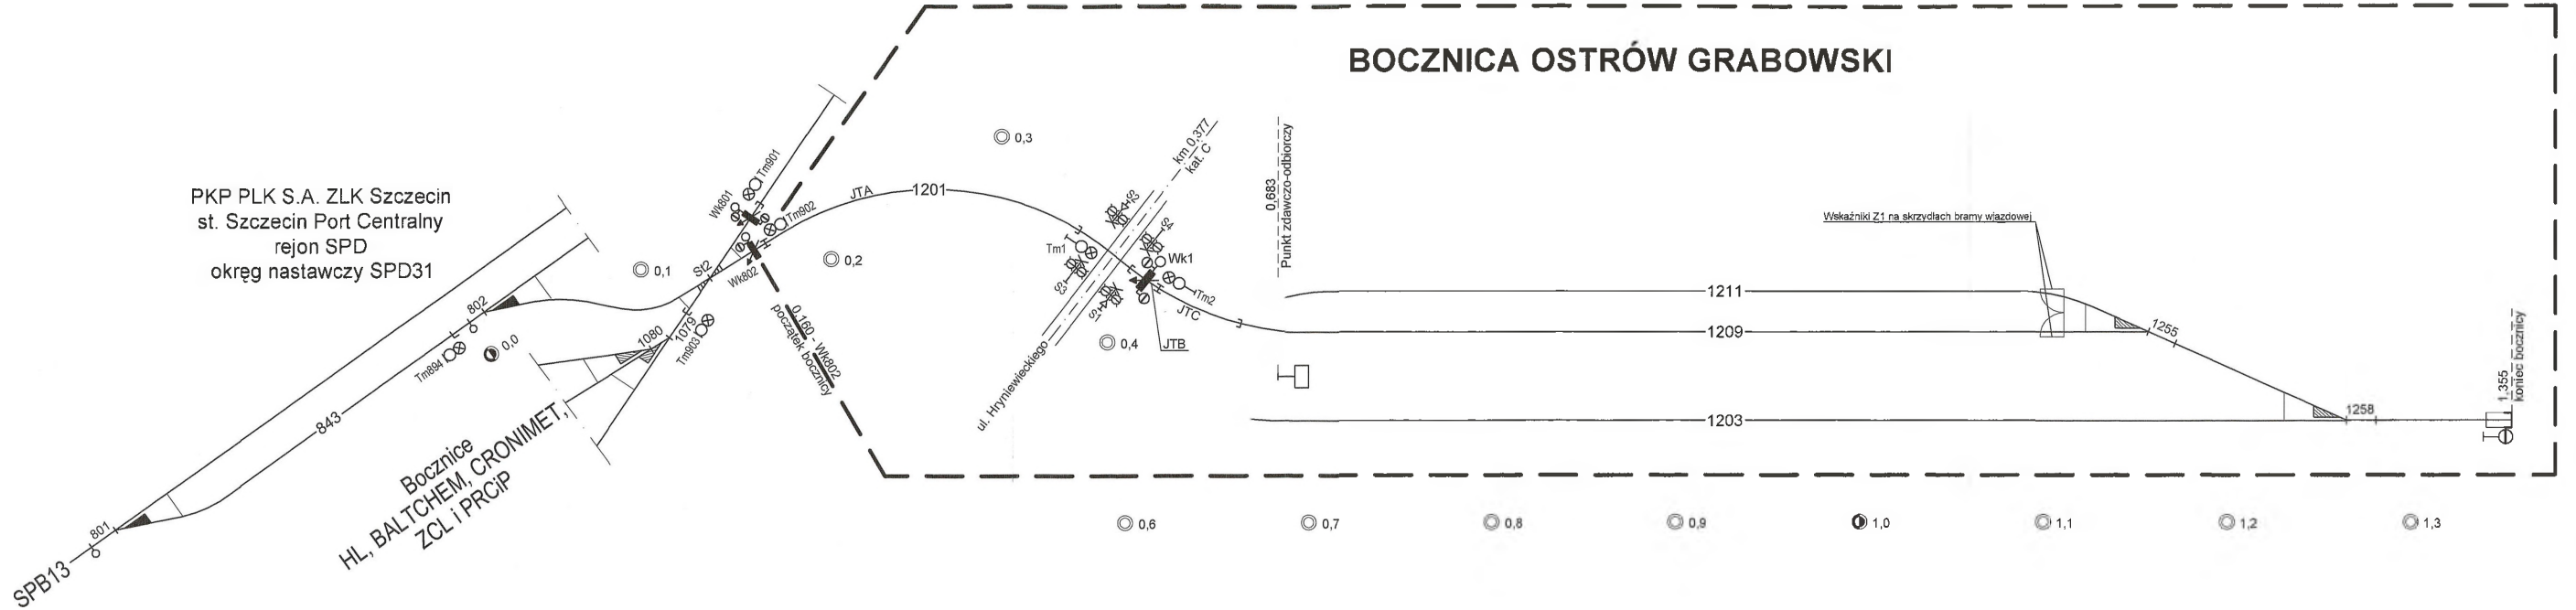 BOCZNICA OSTRÓW GRABOWSKI
PKP PLK S.A. ZLK Szczecin
st. Szczecin Port Centralny
rejon SPD
okręg nastawczy SPD31
SPB13
801
843
Tm894
802
0,0
0,1
Bocznice
HL, BALTCHEM, CRONIMET,
ZCL i PRCiP
1080
1079
Tm903
St2
Wk801
Tm901
Tm902
Wk802
0,160 - Wk802
początek bocznicy
0,2
0,3
JTA
1201
Tm1
S3
S3
S4
S1
km 0,377
kat. C
ul. Hryniewieckiego
Wk1
Tm2
JTC
JTB
0,4
0,683
Punkt zdawczo-odbiorczy
Wskaźniki Z1 na skrzydłach bramy wjazdowej
1211
1209
1203
1255
1258
1,355
koniec bocznicy
0,6
0,7
0,8
0,9
1,0
1,1
1,2
1,3